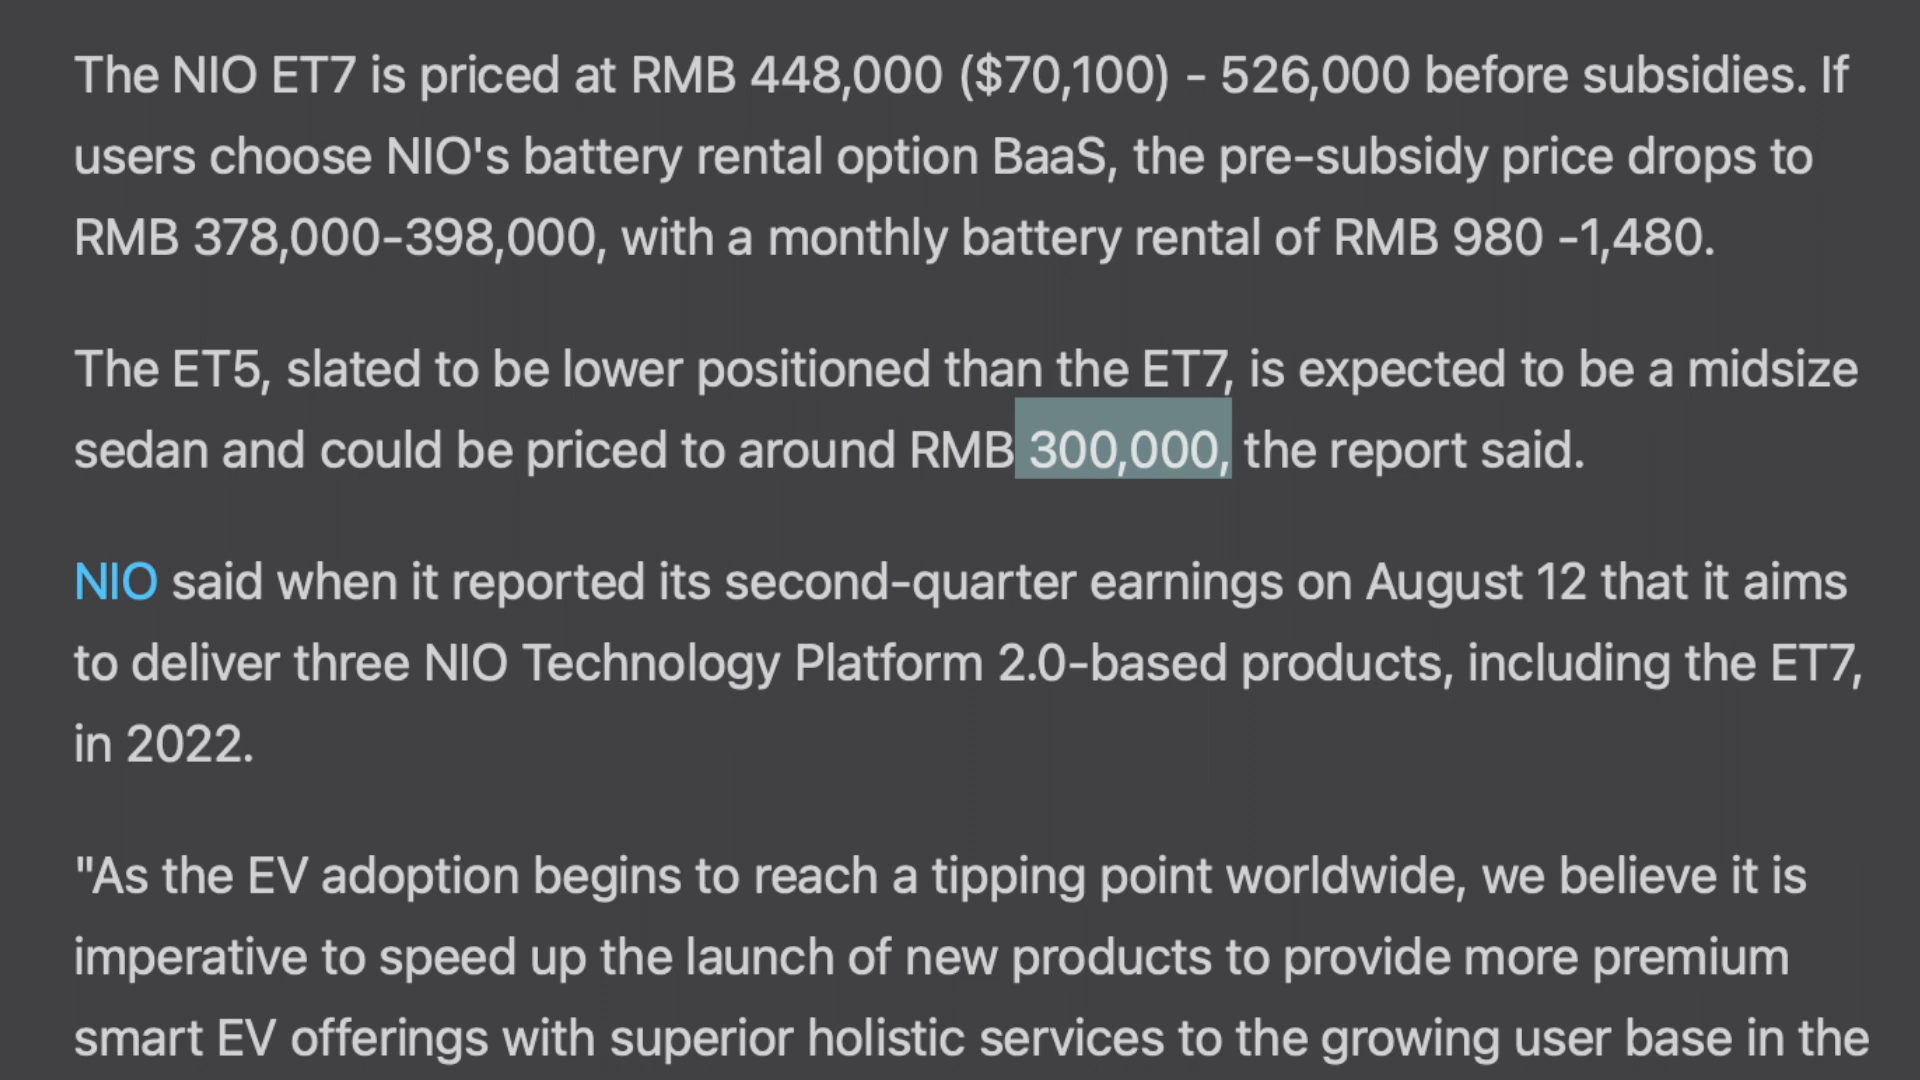 The NIO ET7 is priced at RMB 448,000 ($70,100) - 526,000 before subsidies. If
users choose NIO's battery rental option BaaS, the pre-subsidy price drops to
RMB 378,000-398,000, with a monthly battery rental of RMB 980 -1,480.
The ET5, slated to be lower positioned than the ET7, is expected to be a midsize
sedan and could be priced to around RMB 300,000, the report said.
NIO said when it reported its second-quarter earnings on August 12 that it aims
to deliver three NIO Technology Platform 2.0-based products, including the ET7,
in 2022.
"As the EV adoption begins to reach a tipping point worldwide, we believe it is
imperative to speed up the launch of new products to provide more premium
smart EV offerings with superior holistic services to the growing user base in the